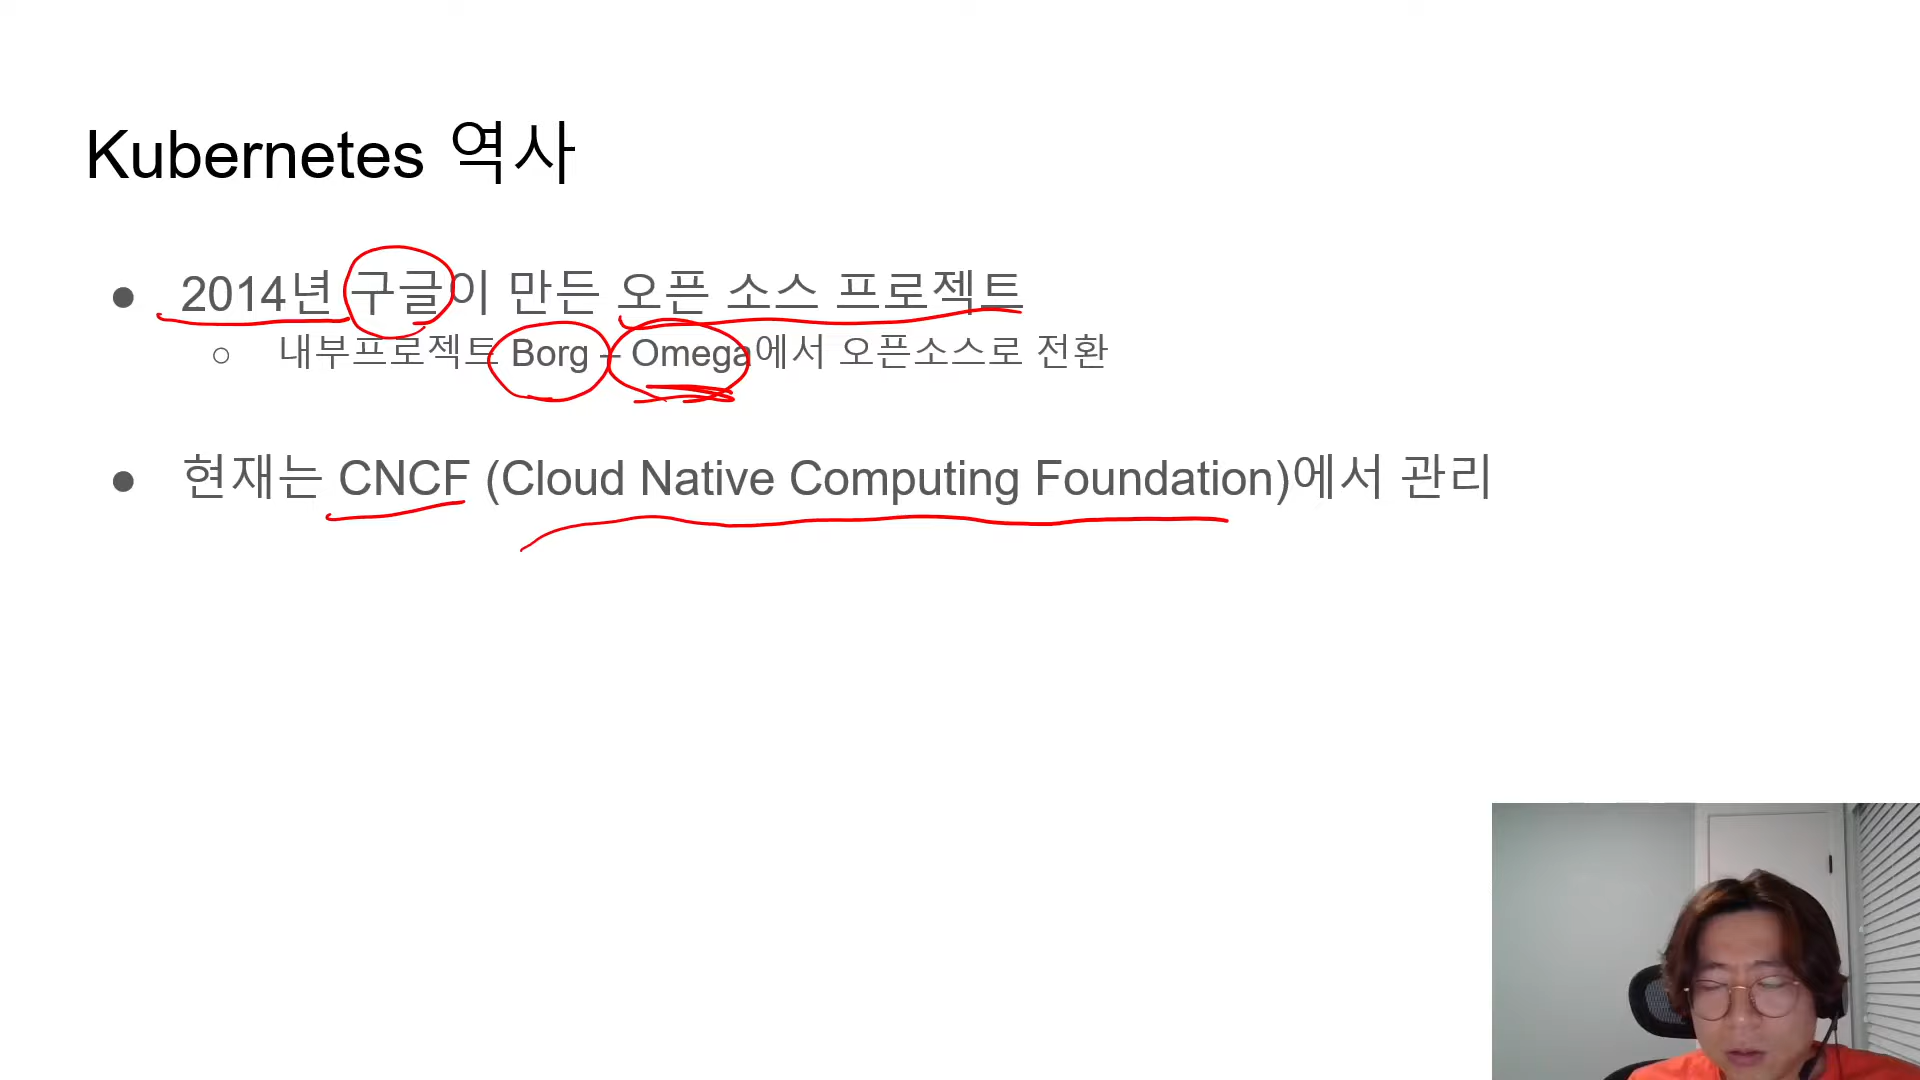 Kubernetes 역사
● 2014년 구글이 만든 오픈 소스 프로젝트
○ 내부프로젝트 Borg – Omega에서 오픈소스로 전환
● 현재는 CNCF (Cloud Native Computing Foundation)에서 관리